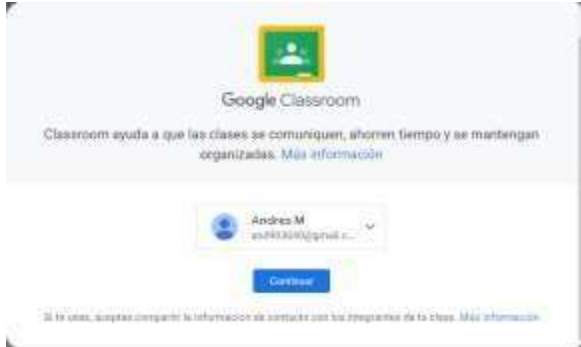 Google Classroom
Classroom ayuda a que las clases se comuniquen, ahorren tiempo y se mantengan
organizadas. Más información
Andres M
Continuar
Si te unes, aceptas compartir la información de contacto con los integrantes de tu clase. Más información